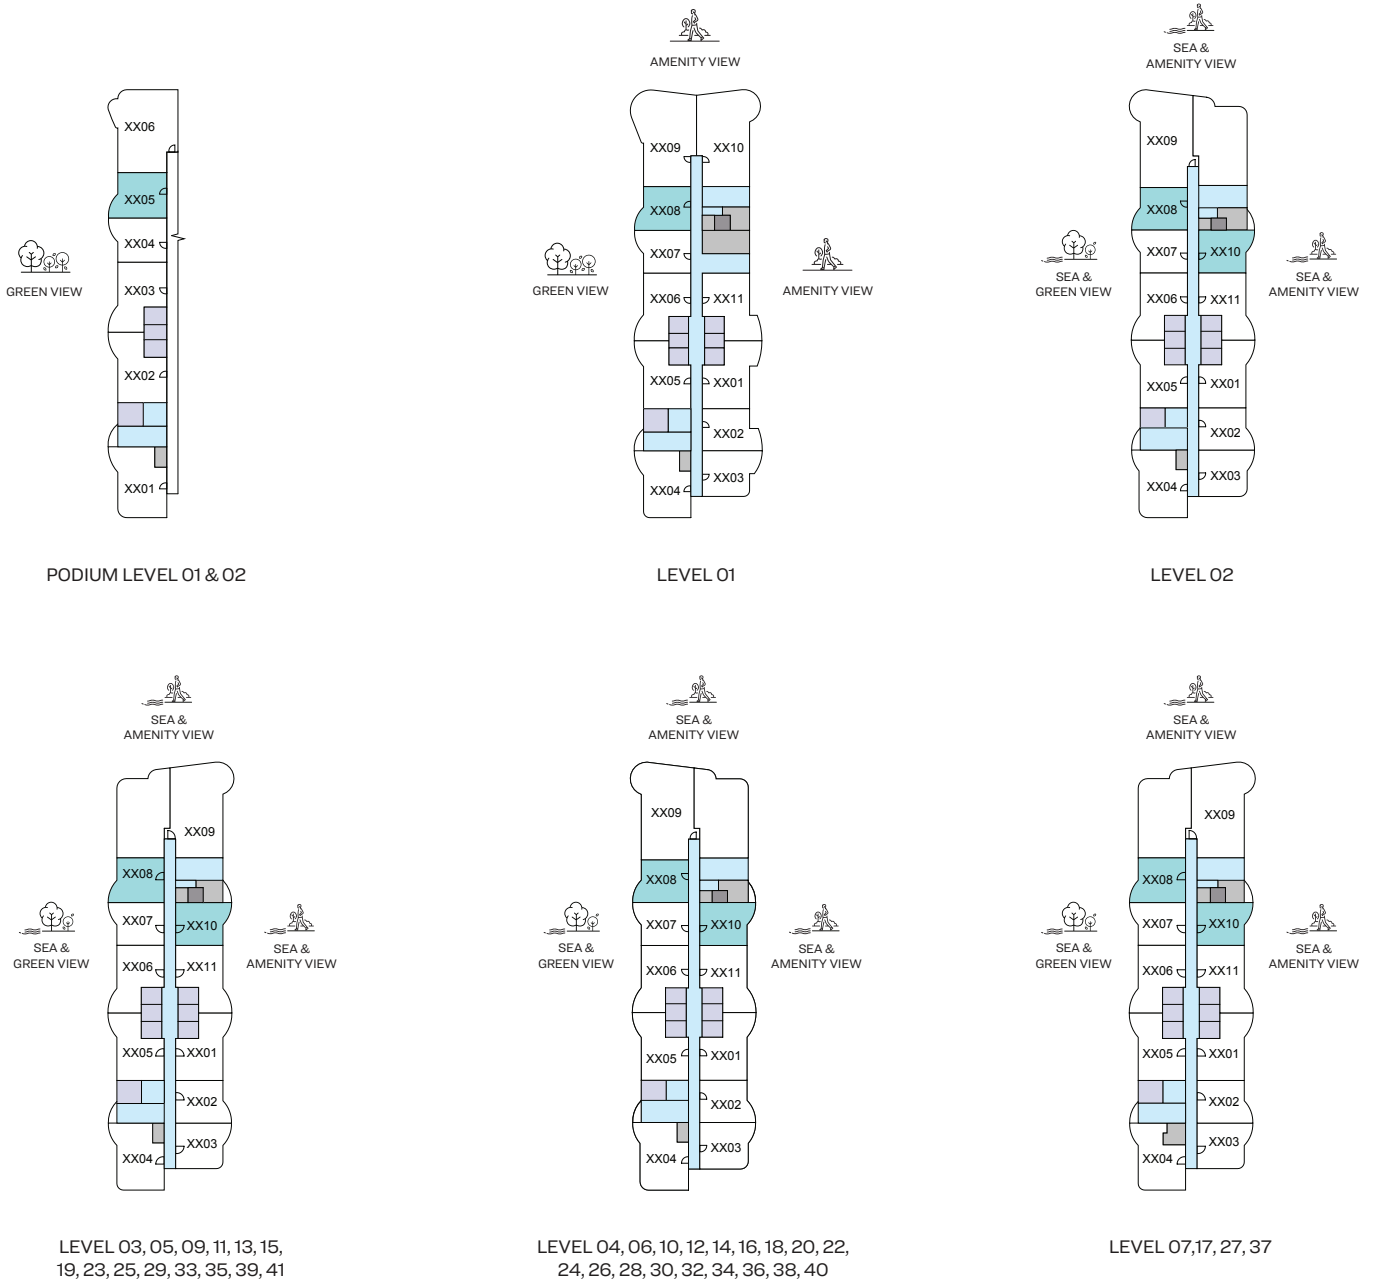 XX06
XX05
XX04
XX03
XX02
XX01
GREEN VIEW
PODIUM LEVEL 01 & 02
AMENITY VIEW
XX09 XX10
XX08
XX07
XX06 XX11
XX05 XX01
XX02
XX03
XX04
GREEN VIEW
AMENITY VIEW
LEVEL 01
SEA &
AMENITY VIEW
XX09
XX08
XX07 XX10
XX06 XX11
XX05 XX01
XX02
XX03
XX04
SEA &
GREEN VIEW
SEA &
AMENITY VIEW
LEVEL 02
SEA &
AMENITY VIEW
XX09
XX08
XX07 XX10
XX06 XX11
XX05 XX01
XX02
XX03
XX04
SEA &
GREEN VIEW
SEA &
AMENITY VIEW
LEVEL 03, 05, 09, 11, 13, 15,
19, 23, 25, 29, 33, 35, 39, 41
SEA &
AMENITY VIEW
XX09
XX08
XX07 XX10
XX06 XX11
XX05 XX01
XX02
XX03
XX04
SEA &
GREEN VIEW
SEA &
AMENITY VIEW
LEVEL 04, 06, 10, 12, 14, 16, 18, 20, 22,
24, 26, 28, 30, 32, 34, 36, 38, 40
SEA &
AMENITY VIEW
XX09
XX08
XX07 XX10
XX06 XX11
XX05 XX01
XX02
XX03
XX04
SEA &
GREEN VIEW
SEA &
AMENITY VIEW
LEVEL 07,17, 27, 37